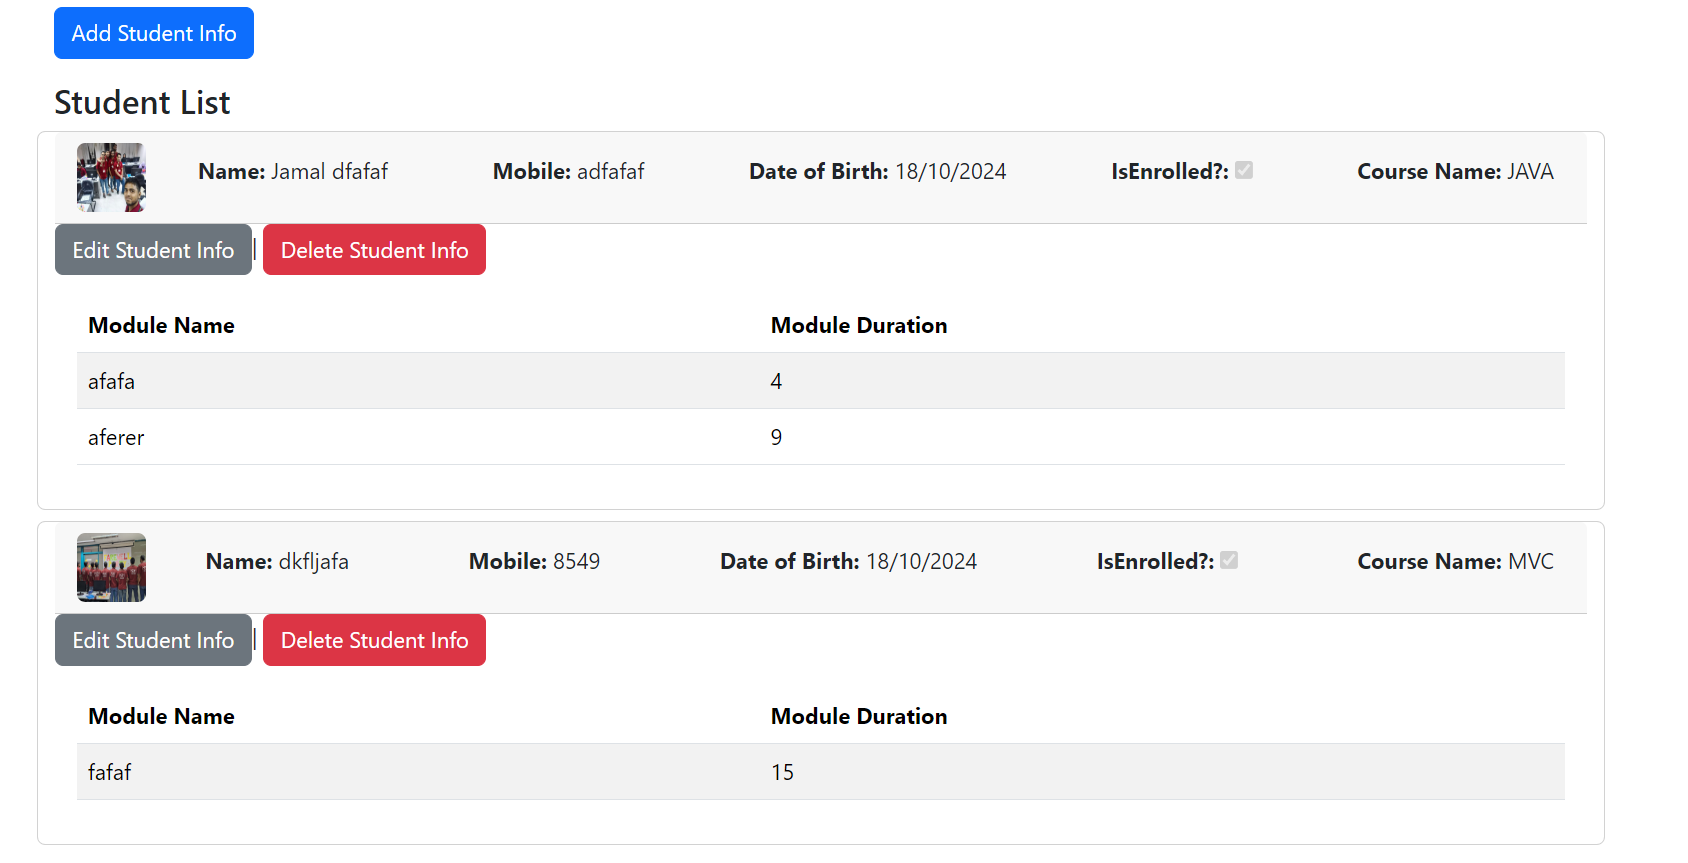 Add Student Info
Student List
Name: Jamal dfafaf Mobile: adfafaf Date of Birth: 18/10/2024 IsEnrolled?: Course Name: JAVA
Edit Student Info | Delete Student Info
Module Name Module Duration
afafa 4
aferer 9
Name: dkfljafa Mobile: 8549 Date of Birth: 18/10/2024 IsEnrolled?: Course Name: MVC
Edit Student Info | Delete Student Info
Module Name Module Duration
fafaf 15